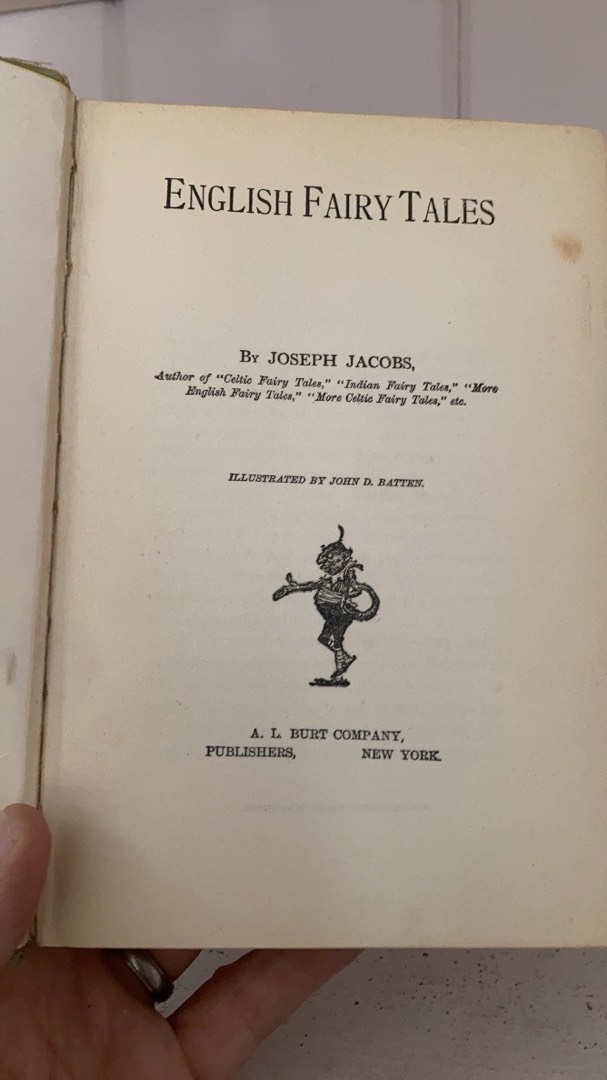 ENGLISH FAIRY TALES
BY JOSEPH JACOBS,
Author of "Celtic Fairy Tales," "Indian Fairy Tales," "More
English Fairy Tales," "More Celtic Fairy Tales," etc.
ILLUSTRATED BY JOHN D. BATTEN.
A. L. BURT COMPANY,
PUBLISHERS, NEW YORK.